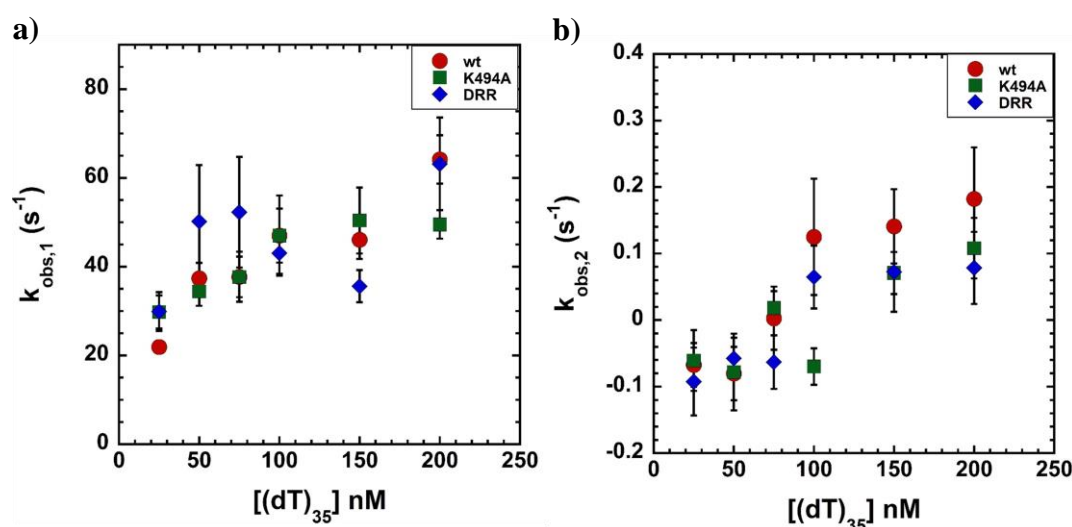 a)
wt
K494A
DRR
80
60
40
20
0
k_obs,1 (s⁻¹)
0 50 100 150 200 250
[(dT)₃₅] nM
b)
wt
K494A
DRR
0.4
0.3
0.2
0.1
0
-0.1
-0.2
k_obs,2 (s⁻¹)
0 50 100 150 200 250
[(dT)₃₅] nM